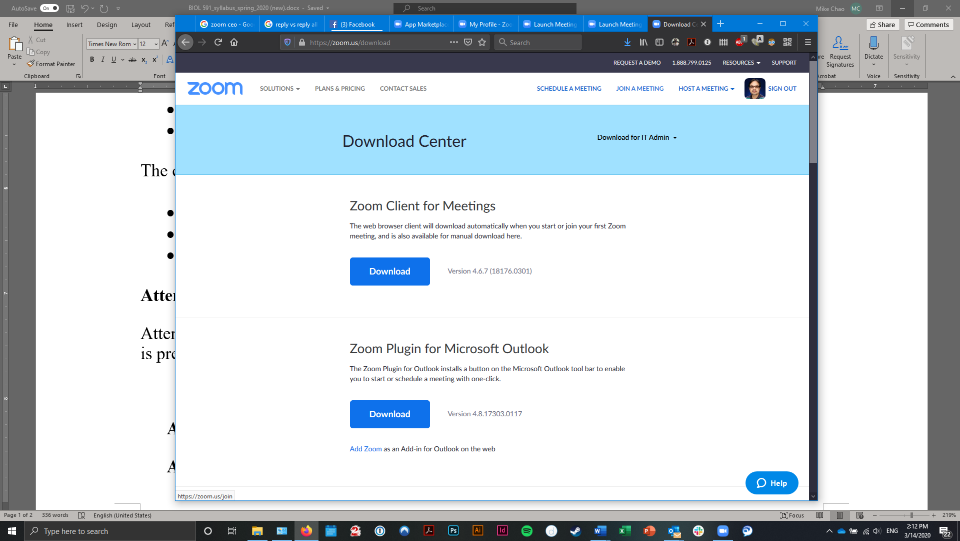 AutoSave On BIOL 391_syllabus_spring_2020 (new).docx - Saved Search Mike Chao MC
File Home Insert Design Layout
Share Comments
Paste Cut Copy Format Painter
Clipboard
Times New Rom 12
Font
Request Signatures Dictate Sensitivity
Voice Sensitivity
zoom ceo - Goo
reply vs reply all
(3) Facebook
App Marketplac
My Profile - Zoo
Launch Meeting
Launch Meeting
Download C
https://zoom.us/download
Search
REQUEST A DEMO 1.888.799.0125 RESOURCES SUPPORT
zoom SOLUTIONS PLANS & PRICING CONTACT SALES SCHEDULE A MEETING JOIN A MEETING HOST A MEETING SIGN OUT
Download Center Download for IT Admin
Zoom Client for Meetings
The web browser client will download automatically when you start or join your first Zoom
meeting, and is also available for manual download here.
Download Version 4.6.7 (18176.0301)
Zoom Plugin for Microsoft Outlook
The Zoom Plugin for Outlook installs a button on the Microsoft Outlook tool bar to enable
you to start or schedule a meeting with one-click.
Download Version 4.8.17303.0117
Add Zoom as an Add-in for Outlook on the web
Help
https://zoom.us/join
The
Atte
Atter
is pre
Page 1 of 2 536 words English (United States) Focus 219%
Type here to search
ENG 2:12 PM
3/14/2020